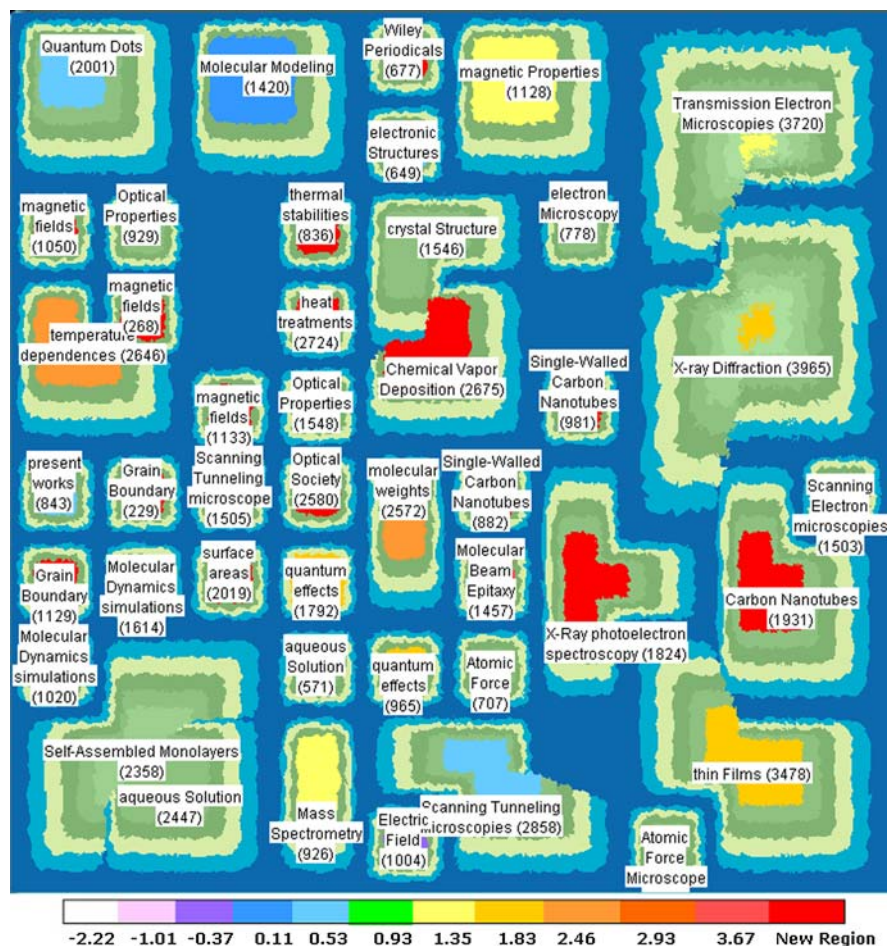 Quantum Dots
(2001)
Molecular Modeling
(1420)
Wiley
Periodicals
(677)
magnetic Properties
(1128)
Transmission Electron
Microscopies (3720)
electronic
Structures
(649)
magnetic
fields
(1050)
Optical
Properties
(929)
thermal
stabilities
(836)
crystal Structure
(1546)
electron
Microscopy
(778)
magnetic
fields
(268)
temperature
dependences (2646)
heat
treatments
(2724)
Chemical Vapor
Deposition (2675)
X-ray Diffraction (3965)
Single-Walled
Carbon
Nanotubes
(981)
magnetic
fields
(1133)
Optical
Properties
(1548)
present
works
(843)
Grain
Boundary
(229)
Scanning
Tunneling
microscope
(1505)
Optical
Society
(2580)
molecular
weights
(2572)
Single-Walled
Carbon
Nanotubes
(882)
Scanning
Electron
microscopies
(1503)
Grain
Boundary
(1129)
Molecular
Dynamics
simulations
(1614)
surface
areas
(2019)
quantum
effects
(1792)
Molecular
Beam
Epitaxy
(1457)
X-Ray photoelectron
spectroscopy (1824)
Carbon Nanotubes
(1931)
Molecular
Dynamics
simulations
(1020)
aqueous
Solution
(571)
quantum
effects
(965)
Atomic
Force
(707)
Self-Assembled Monolayers
(2358)
aqueous Solution
(2447)
Mass
Spectrometry
(926)
Electric
Field
(1004)
Scanning Tunneling
Microscopies (2858)
thin Films (3478)
Atomic
Force
Microscope
-2.22 -1.01 -0.37 0.11 0.53 0.93 1.35 1.83 2.46 2.93 3.67 New Region